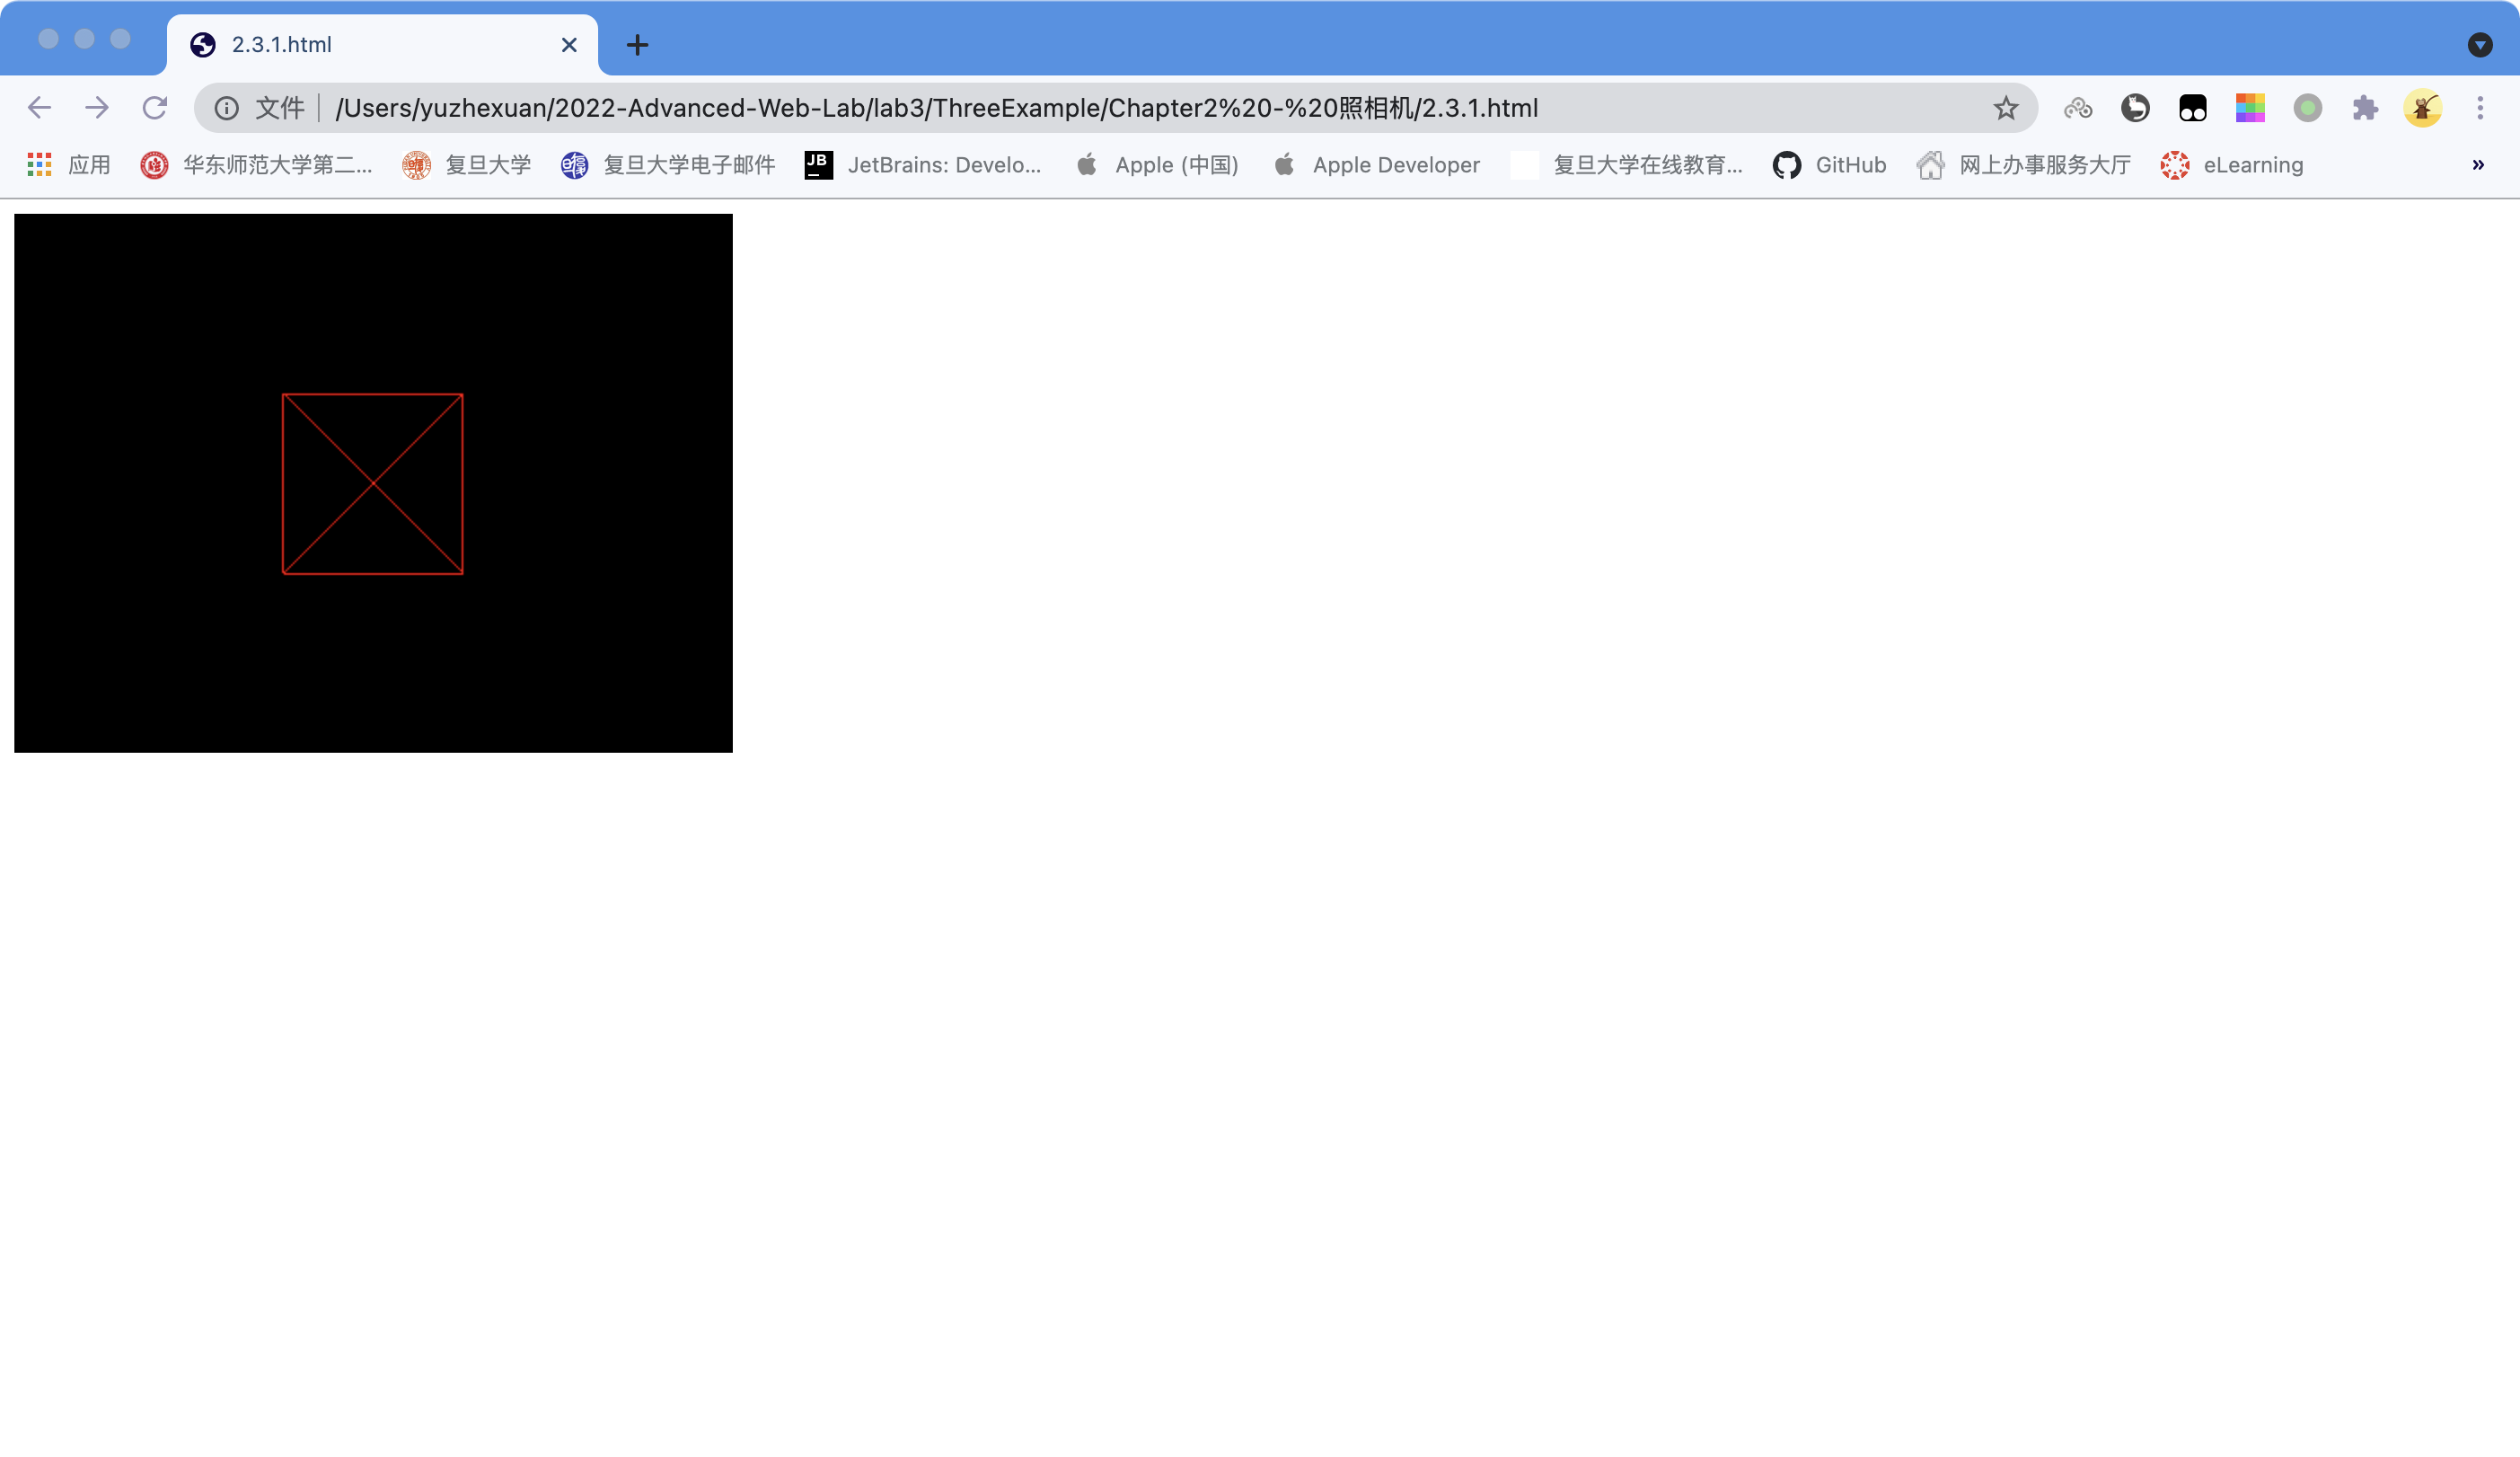 2.3.1.html
文件 /Users/yuzhexuan/2022-Advanced-Web-Lab/lab3/ThreeExample/Chapter2%20-%20照相机/2.3.1.html
应用 华东师范大学第二... 复旦大学 复旦大学电子邮件 JB JetBrains: Develo... Apple (中国) Apple Developer 复旦大学在线教育... GitHub 网上办事服务大厅 eLearning »